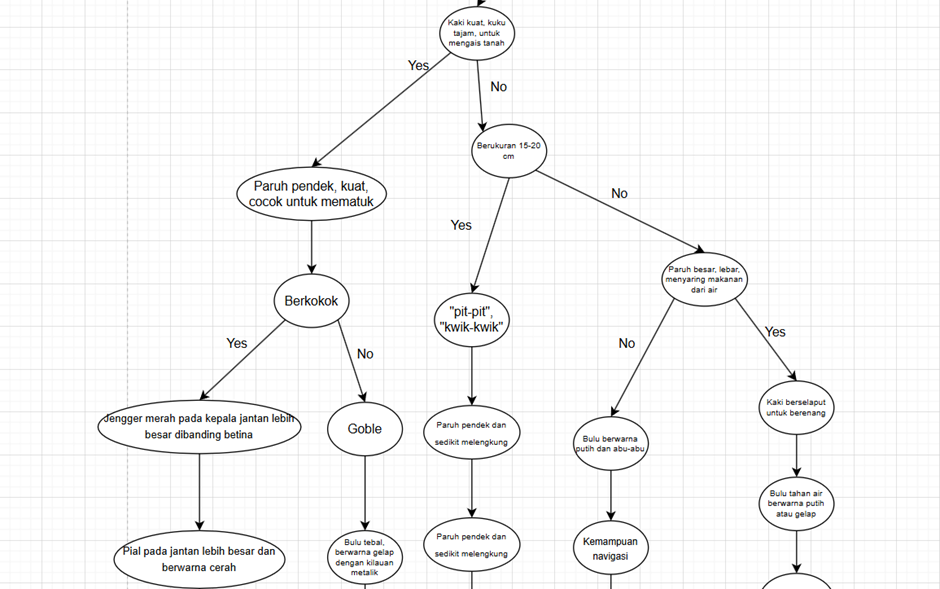 Kaki kuat, kuku
tajam, untuk
mengais tanah
Yes
No
Berukuran 15-20
cm
Paruh pendek, kuat,
cocok untuk mematuk
No
Yes
Paruh besar, lebar,
menyaring makanan
dari air
Berkokok
"pit-pit",
"kwik-kwik"
Yes
No
No
Yes
Jengger merah pada kepala jantan lebih
besar dibanding betina
Goble
Paruh pendek dan
sedikit melengkung
Bulu berwarna
putih dan abu-abu
Kaki berselaput
untuk berenang
Bulu tahan air
berwarna putih
atau gelap
Pial pada jantan lebih besar dan
berwarna cerah
Bulu tebal,
berwarna gelap
dengan kilauan
metalik
Paruh pendek dan
sedikit melengkung
Kemampuan
navigasi